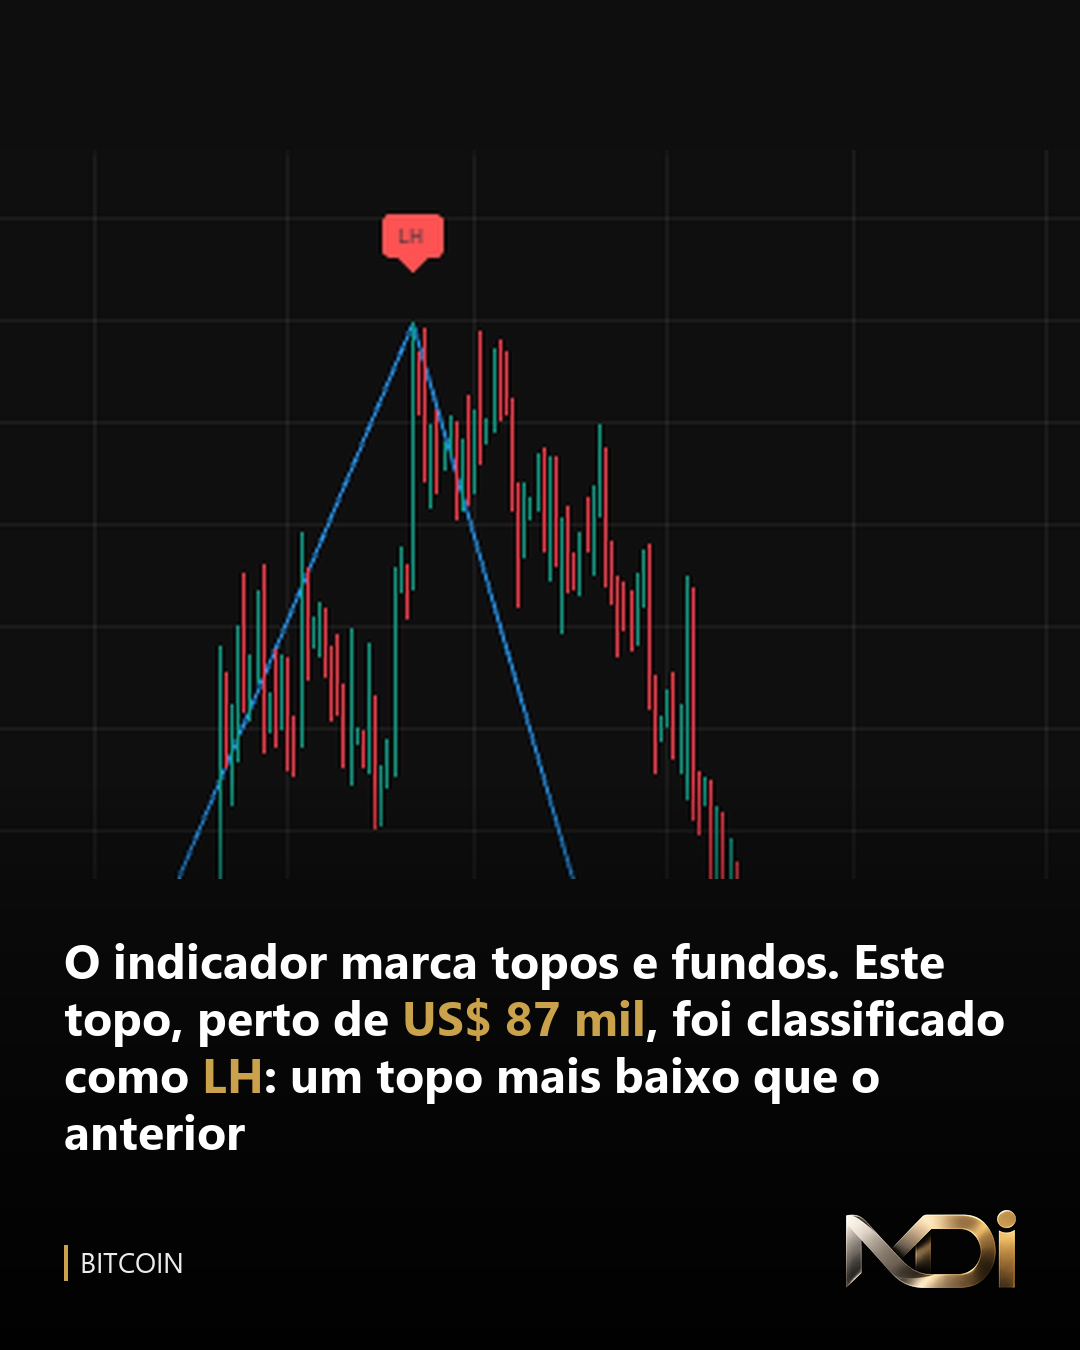 LH
O indicador marca topos e fundos. Este
topo, perto de US$ 87 mil, foi classificado
como LH: um topo mais baixo que o
anterior
BITCOIN
MDi